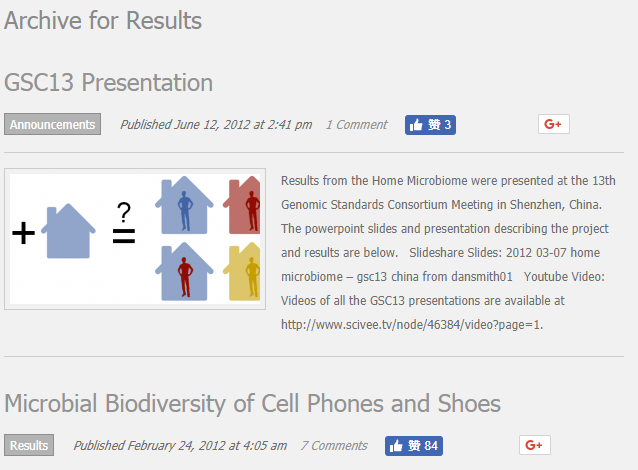 Archive for Results
GSC13 Presentation
Announcements Published June 12, 2012 at 2:41 pm 1 Comment 赞 3 G+
+ = ?
Results from the Home Microbiome were presented at the 13th
Genomic Standards Consortium Meeting in Shenzhen, China.
The powerpoint slides and presentation describing the project
and results are below. Slideshare Slides: 2012 03-07 home
microbiome – gsc13 china from dansmith01 Youtube Video:
Videos of all the GSC13 presentations are available at
http://www.scivee.tv/node/46384/video?page=1.
Microbial Biodiversity of Cell Phones and Shoes
Results Published February 24, 2012 at 4:05 am 7 Comments 赞 84 G+